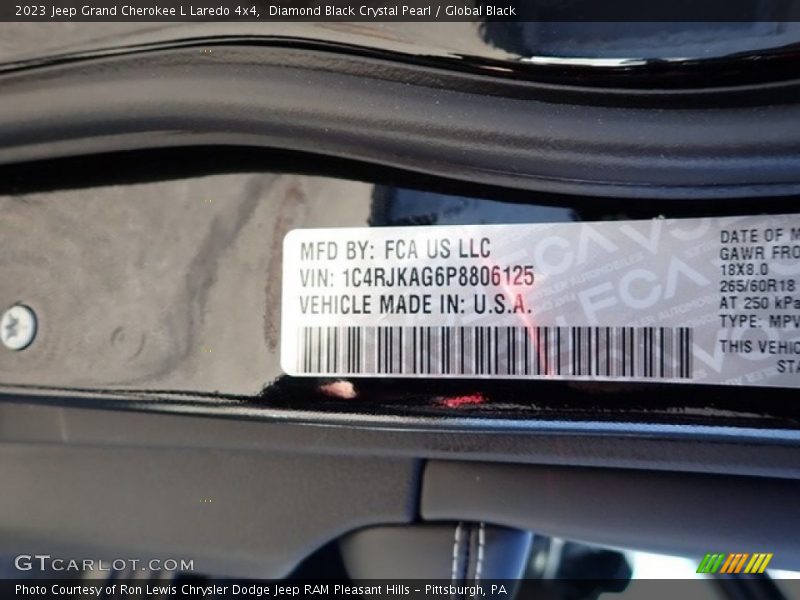 2023 Jeep Grand Cherokee L Laredo 4x4, Diamond Black Crystal Pearl / Global Black
MFD BY: FCA US LLC
VIN: 1C4RJKAG6P8806125
VEHICLE MADE IN: U.S.A.
DATE OF M
GAWR FRO
18X8.0
265/60R18
AT 250 kPa
TYPE: MPV
THIS VEHIC
STA
FCA
FCA
GTCARLOT.COM
Photo Courtesy of Ron Lewis Chrysler Dodge Jeep RAM Pleasant Hills - Pittsburgh, PA